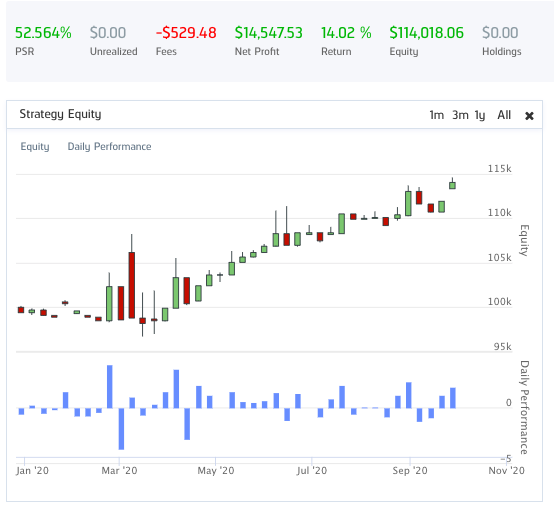 52.564% $0.00 -$529.48 $14,547.53 14.02 % $114,018.06 $0.00
PSR Unrealized Fees Net Profit Return Equity Holdings
Strategy Equity 1m 3m 1y All ✖
Equity Daily Performance
115k
110k
Equity
105k
100k
95k
Daily Performance
0
-5
Jan '20 Mar '20 May '20 Jul '20 Sep '20 Nov '20